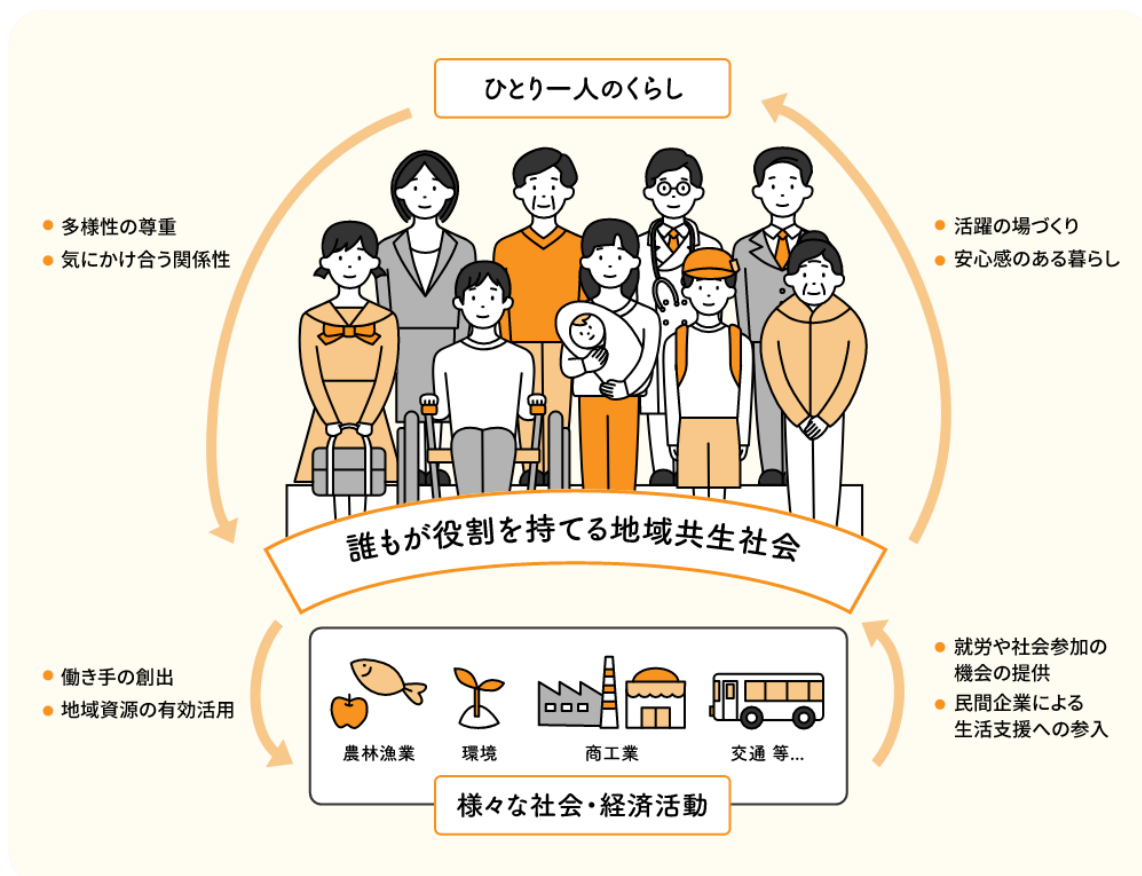 ひとり一人のくらし
多様性の尊重
気にかけ合う関係性
活躍の場づくり
安心感のある暮らし
誰もが役割を持てる地域共生社会
働き手の創出
地域資源の有効活用
就労や社会参加の
機会の提供
民間企業による
生活支援への参入
農林漁業
環境
商工業
交通 等...
様々な社会・経済活動